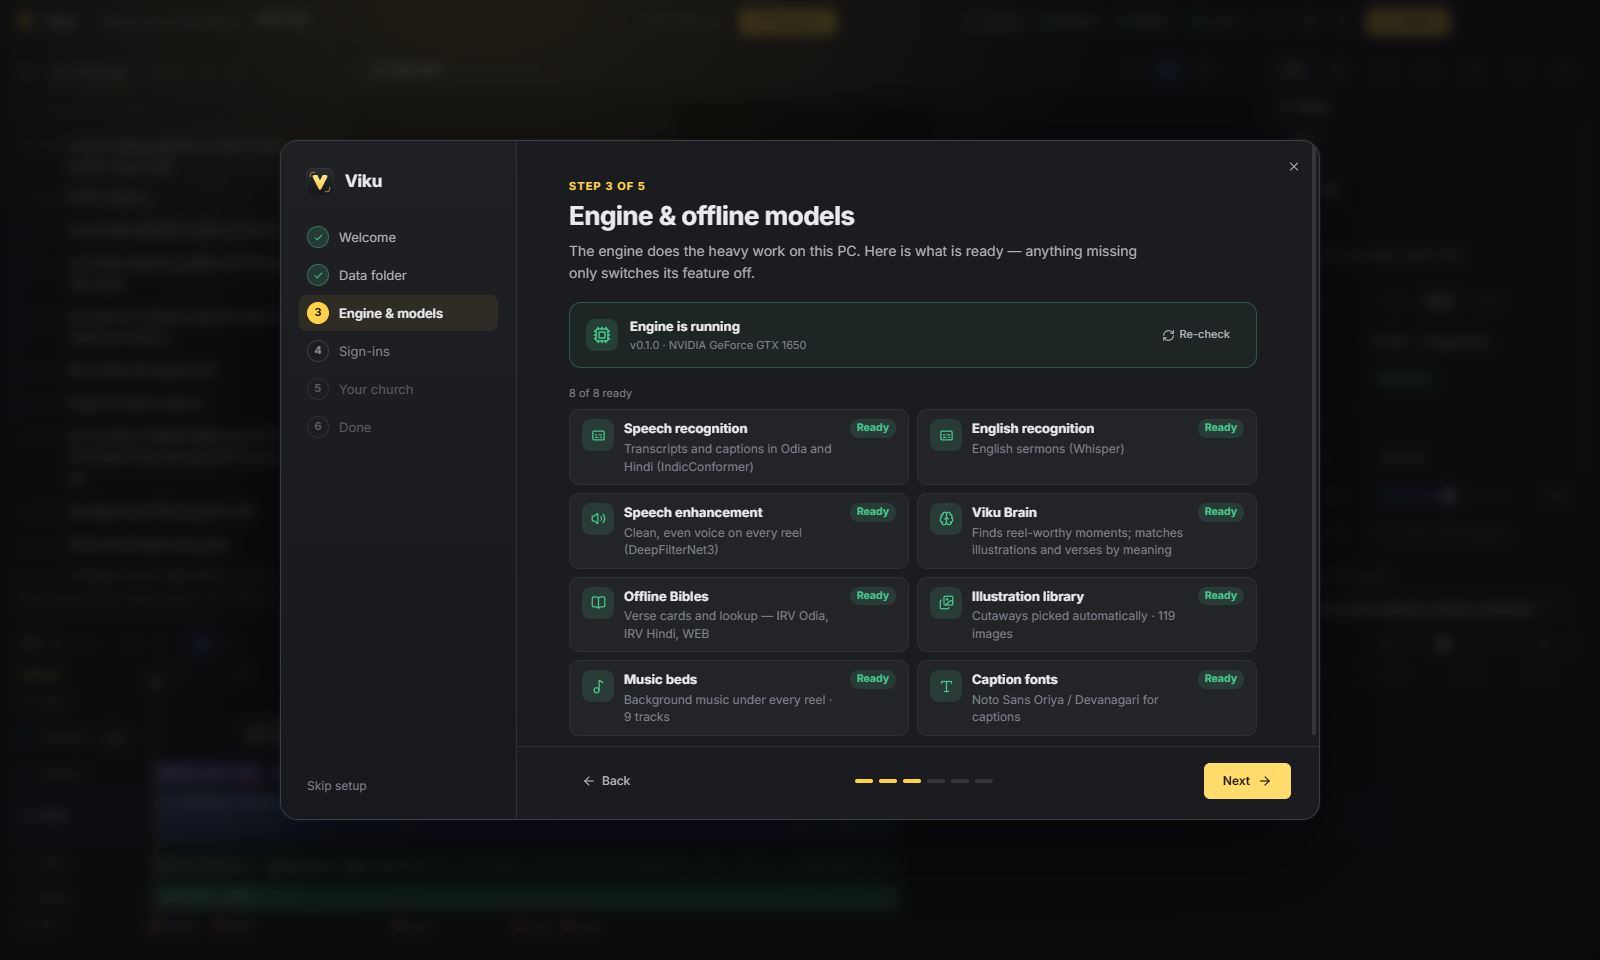 Viku
Welcome
Data folder
3 Engine & models
4 Sign-ins
5 Your church
6 Done
Skip setup
STEP 3 OF 5
Engine & offline models
The engine does the heavy work on this PC. Here is what is ready — anything missing
only switches its feature off.
Engine is running
v0.1.0 · NVIDIA GeForce GTX 1650
Re-check
8 of 8 ready
Speech recognition
Ready
Transcripts and captions in Odia and
Hindi (IndicConformer)
English recognition
Ready
English sermons (Whisper)
Speech enhancement
Ready
Clean, even voice on every reel
(DeepFilterNet3)
Viku Brain
Ready
Finds reel-worthy moments; matches
illustrations and verses by meaning
Offline Bibles
Ready
Verse cards and lookup — IRV Odia,
IRV Hindi, WEB
Illustration library
Ready
Cutaways picked automatically · 119
images
Music beds
Ready
Background music under every reel ·
9 tracks
Caption fonts
Ready
Noto Sans Oriya / Devanagari for
captions
Back
Next